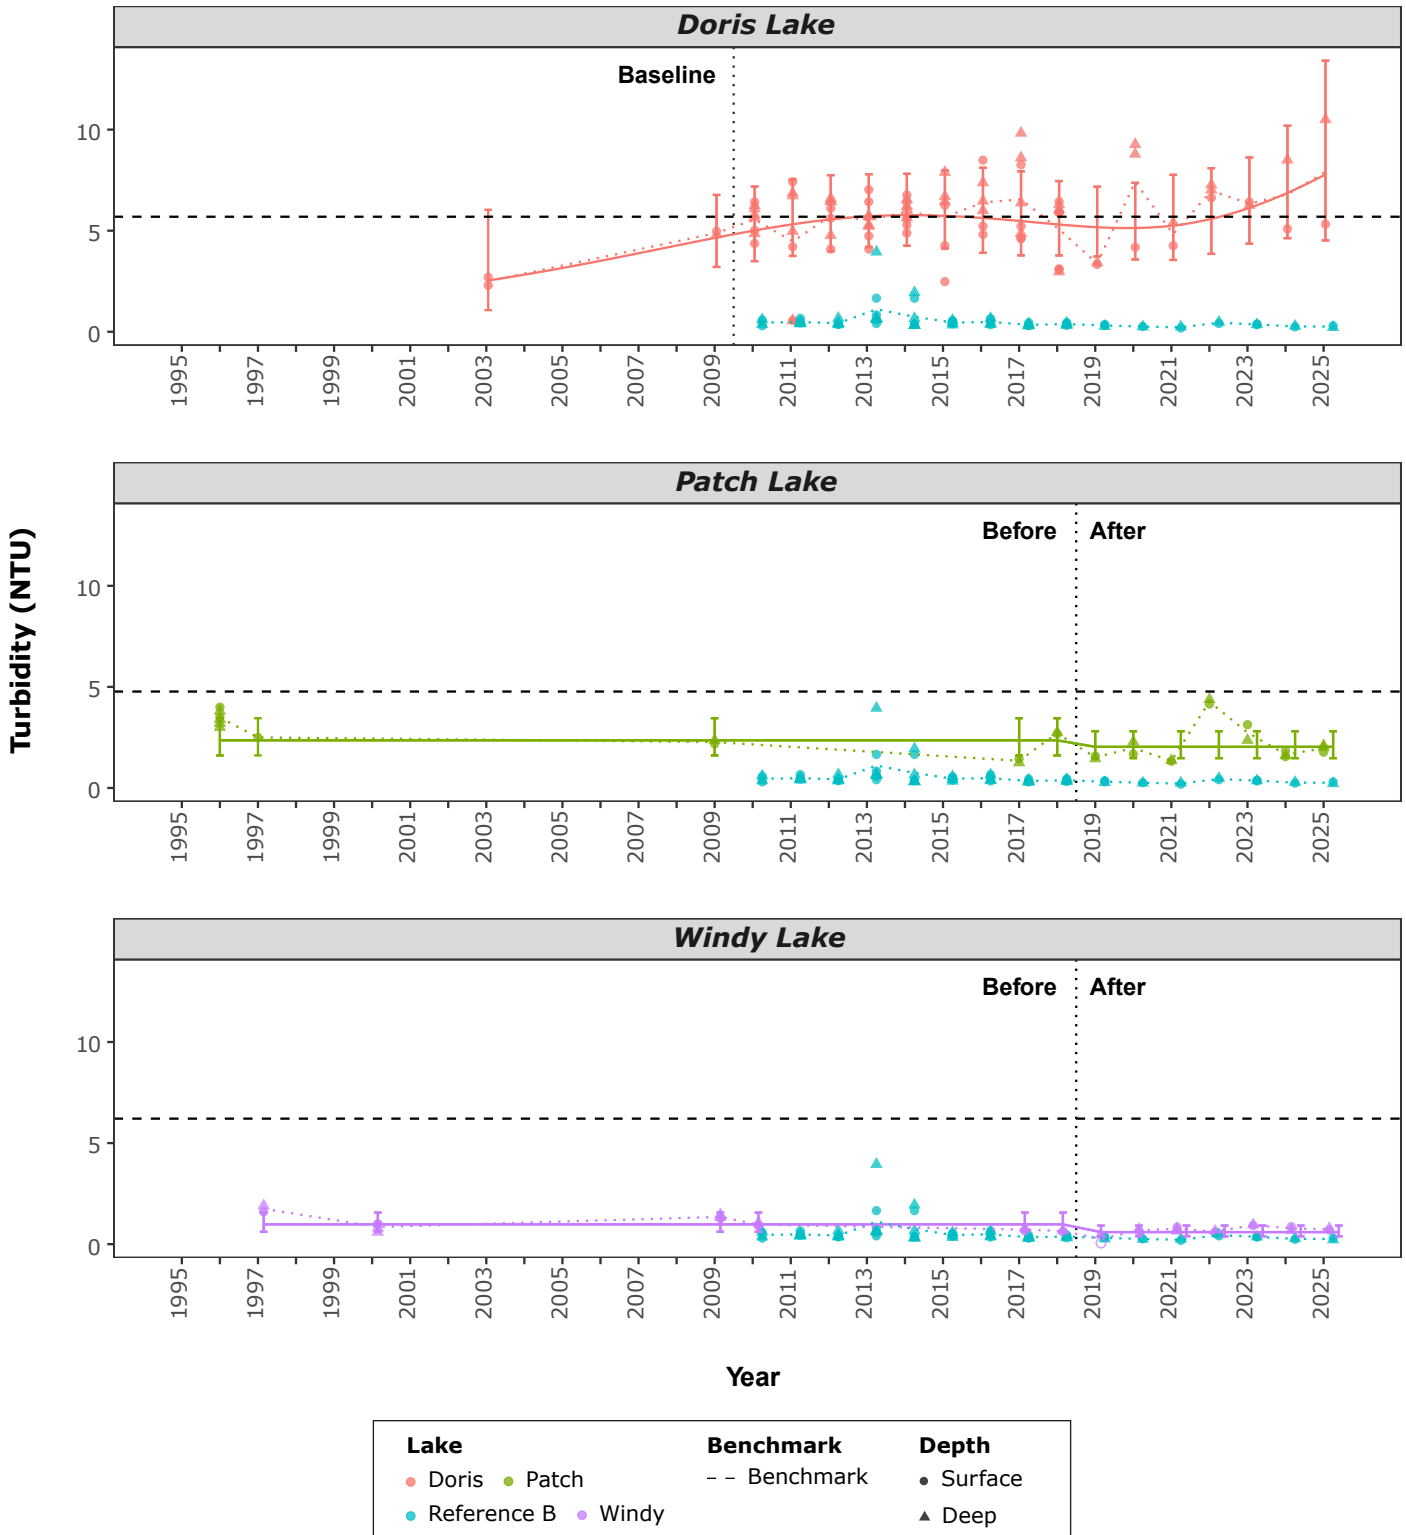 Doris Lake
Baseline
10
5
0
1995 1997 1999 2001 2003 2005 2007 2009 2011 2013 2015 2017 2019 2021 2023 2025
Patch Lake
Before After
10
5
0
1995 1997 1999 2001 2003 2005 2007 2009 2011 2013 2015 2017 2019 2021 2023 2025
Turbidity (NTU)
Windy Lake
Before After
10
5
0
1995 1997 1999 2001 2003 2005 2007 2009 2011 2013 2015 2017 2019 2021 2023 2025
Year
Lake Benchmark Depth
Doris Patch Benchmark Surface
Reference B Windy Deep